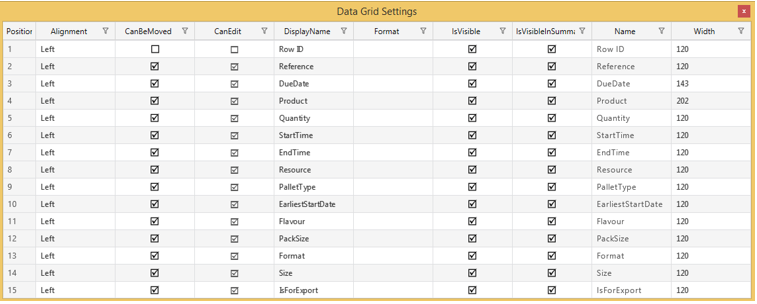 Data Grid Settings
x
Position Alignment CanBeMoved CanEdit DisplayName Format IsVisible IsVisibleInSumma Name Width
1 Left Row ID Row ID 120
2 Left Reference Reference 120
3 Left DueDate DueDate 143
4 Left Product Product 202
5 Left Quantity Quantity 120
6 Left StartTime StartTime 120
7 Left EndTime EndTime 120
8 Left Resource Resource 120
9 Left PalletType PalletType 120
10 Left EarliestStartDate EarliestStartDate 120
11 Left Flavour Flavour 120
12 Left PackSize PackSize 120
13 Left Format Format 120
14 Left Size Size 120
15 Left IsForExport IsForExport 120